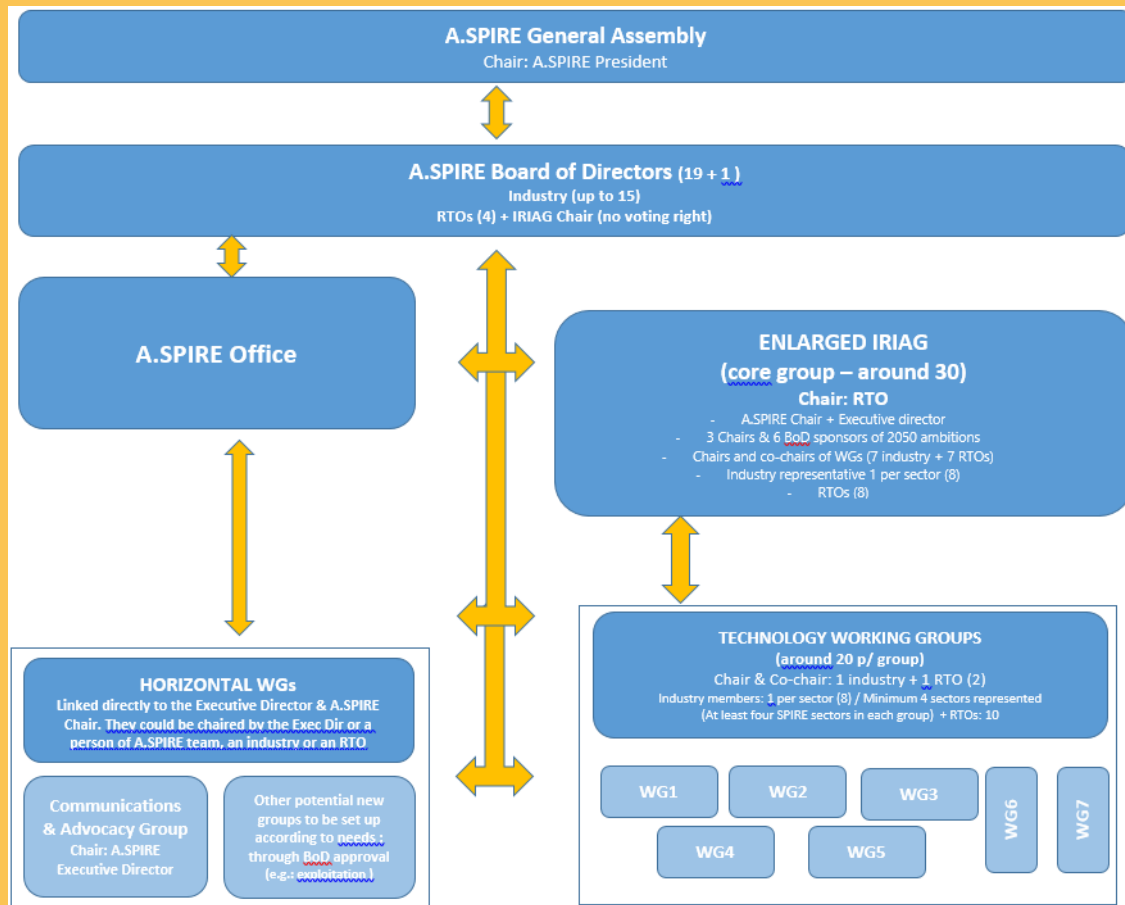 A.SPIRE General Assembly
Chair: A.SPIRE President
A.SPIRE Board of Directors (19 + 1 )
Industry (up to 15)
RTOs (4) + IRIAG Chair (no voting right)
A.SPIRE Office
ENLARGED IRIAG
(core group – around 30)
Chair: RTO
- A.SPIRE Chair + Executive director
- 3 Chairs & 6 BoD sponsors of 2050 ambitions
- Chairs and co-chairs of WGs (7 industry + 7 RTOs)
- Industry representative 1 per sector (8)
- RTOs (8)
HORIZONTAL WGs
Linked directly to the Executive Director & A.SPIRE
Chair. They could be chaired by the Exec Dir or a
person of A.SPIRE team, an industry or an RTO
Communications
& Advocacy Group
Chair: A.SPIRE
Executive Director
Other potential new
groups to be set up
according to needs ;
through BoD approval
(e.g.: exploitation )
TECHNOLOGY WORKING GROUPS
(around 20 p/ group)
Chair & Co-chair: 1 industry + 1 RTO (2)
Industry members: 1 per sector (8) / Minimum 4 sectors represented
(At least four SPIRE sectors in each group) + RTOs: 10
WG1
WG2
WG3
WG4
WG5
WG6
WG7